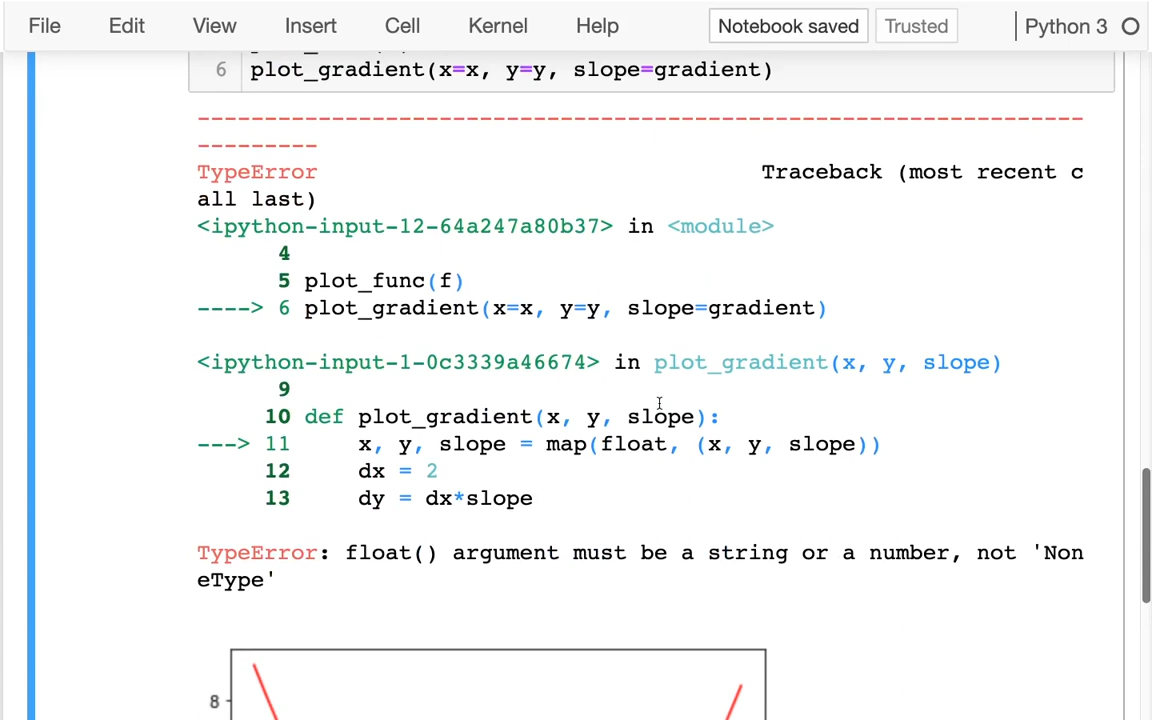 File Edit View Insert Cell Kernel Help Notebook saved Trusted Python 3
6 plot_gradient(x=x, y=y, slope=gradient)
------------------------------------------------------------------
---------
TypeError Traceback (most recent c
all last)
<ipython-input-12-64a247a80b37> in <module>
4
5 plot_func(f)
----> 6 plot_gradient(x=x, y=y, slope=gradient)
<ipython-input-1-0c3339a46674> in plot_gradient(x, y, slope)
9
10 def plot_gradient(x, y, slope):
---> 11 x, y, slope = map(float, (x, y, slope))
12 dx = 2
13 dy = dx*slope
TypeError: float() argument must be a string or a number, not 'Non
eType'
8